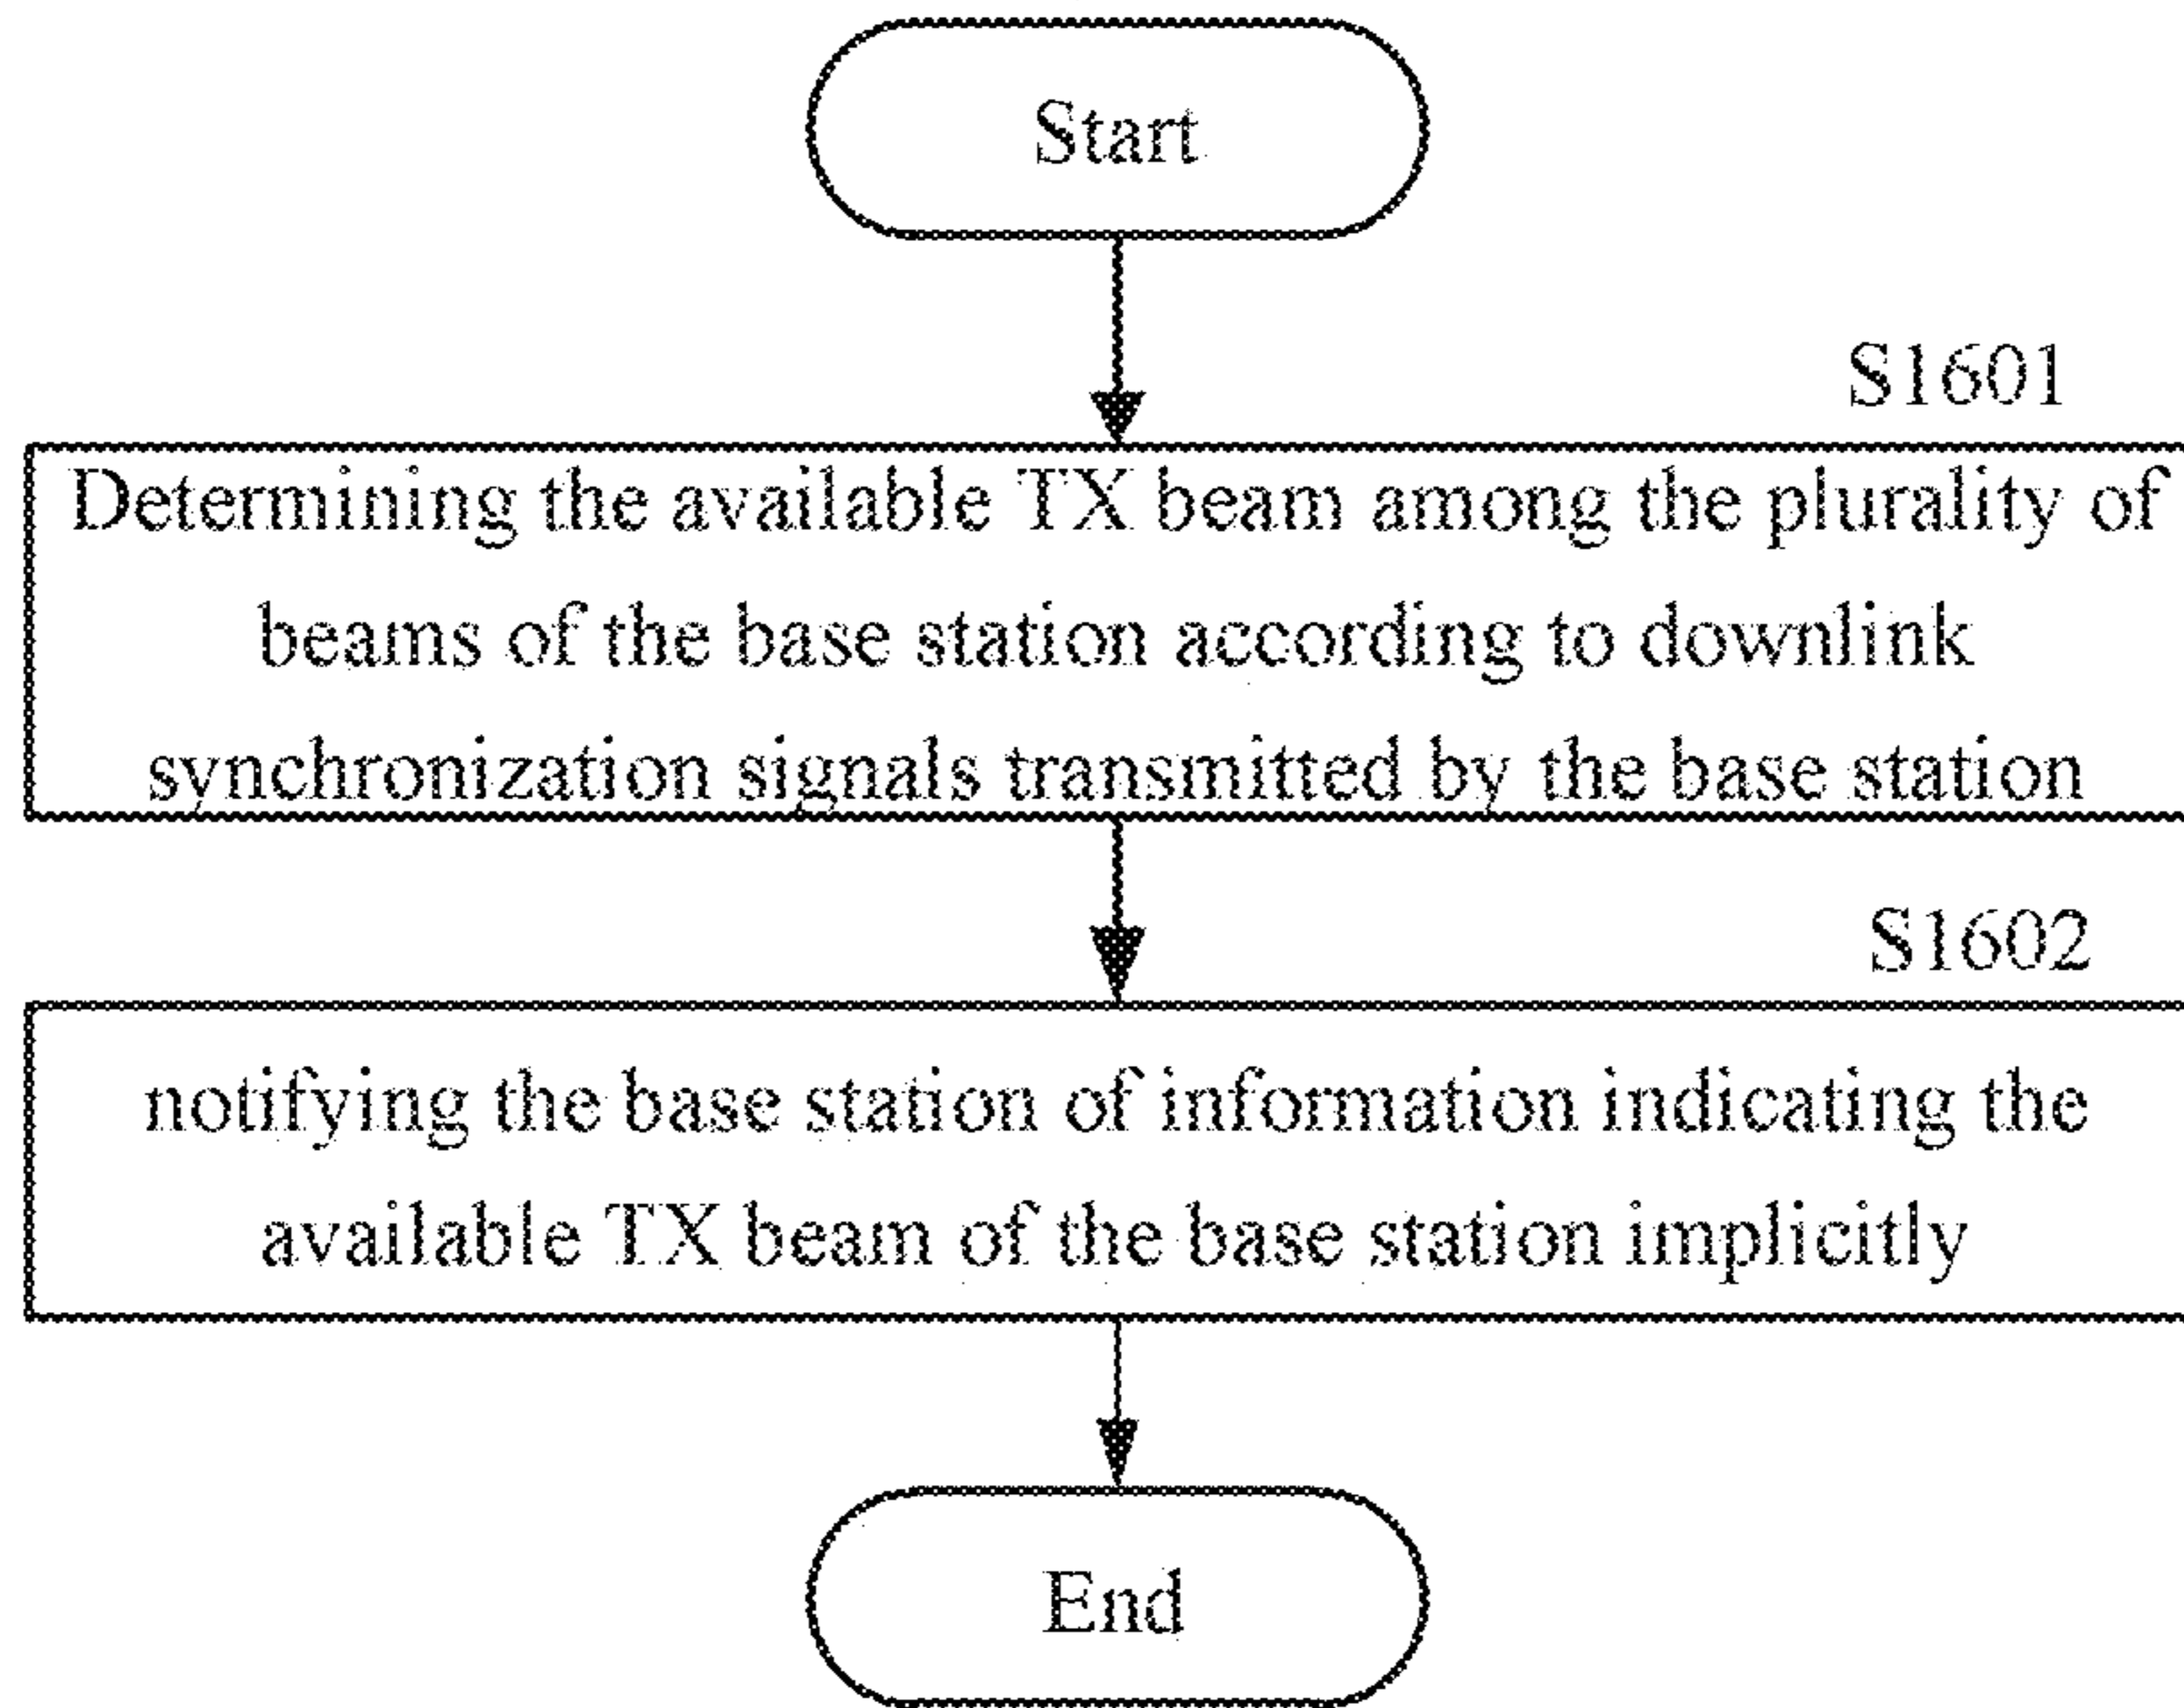 Start
S1601
Determining the available TX beam among the plurality of
beams of the base station according to downlink
synchronization signals transmitted by the base station
S1602
notifying the base station of information indicating the
available TX beam of the base station implicitly
End